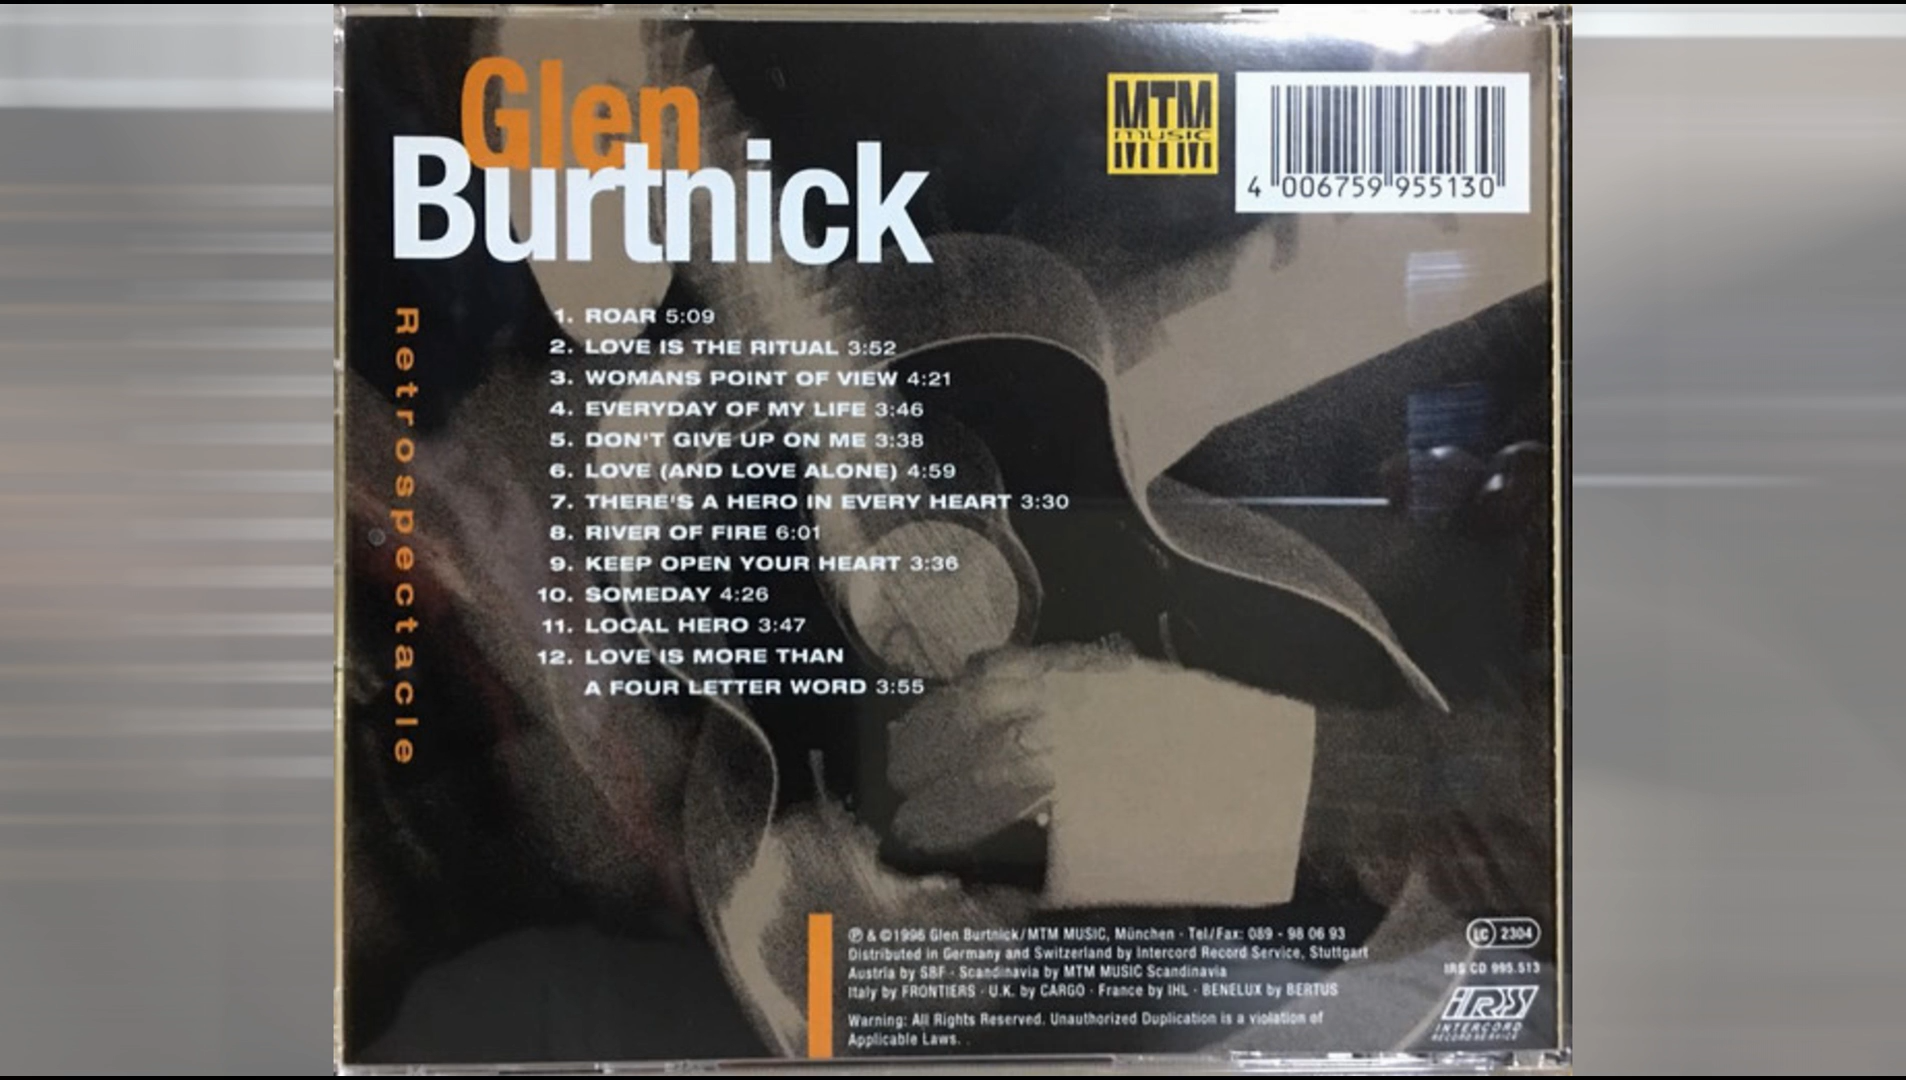 Glen
Burtnick
Retrospectacle
MTM
music
MTM
4 006759 955130
1. ROAR 5:09
2. LOVE IS THE RITUAL 3:52
3. WOMANS POINT OF VIEW 4:21
4. EVERYDAY OF MY LIFE 3:46
5. DON'T GIVE UP ON ME 3:38
6. LOVE (AND LOVE ALONE) 4:59
7. THERE'S A HERO IN EVERY HEART 3:30
8. RIVER OF FIRE 6:01
9. KEEP OPEN YOUR HEART 3:36
10. SOMEDAY 4:26
11. LOCAL HERO 3:47
12. LOVE IS MORE THAN
A FOUR LETTER WORD 3:55
℗ & ©1996 Glen Burtnick/MTM MUSIC, München · Tel/Fax: 089 - 98 06 93
Distributed in Germany and Switzerland by Intercord Record Service, Stuttgart
Austria by SBF · Scandinavia by MTM MUSIC Scandinavia
Italy by FRONTIERS · U.K. by CARGO · France by IHL · BENELUX by BERTUS
Warning: All Rights Reserved. Unauthorized Duplication is a violation of
Applicable Laws.
LC 2304
IRS CD 995.513
IRS
INTERCORD
RECORD SERVICE